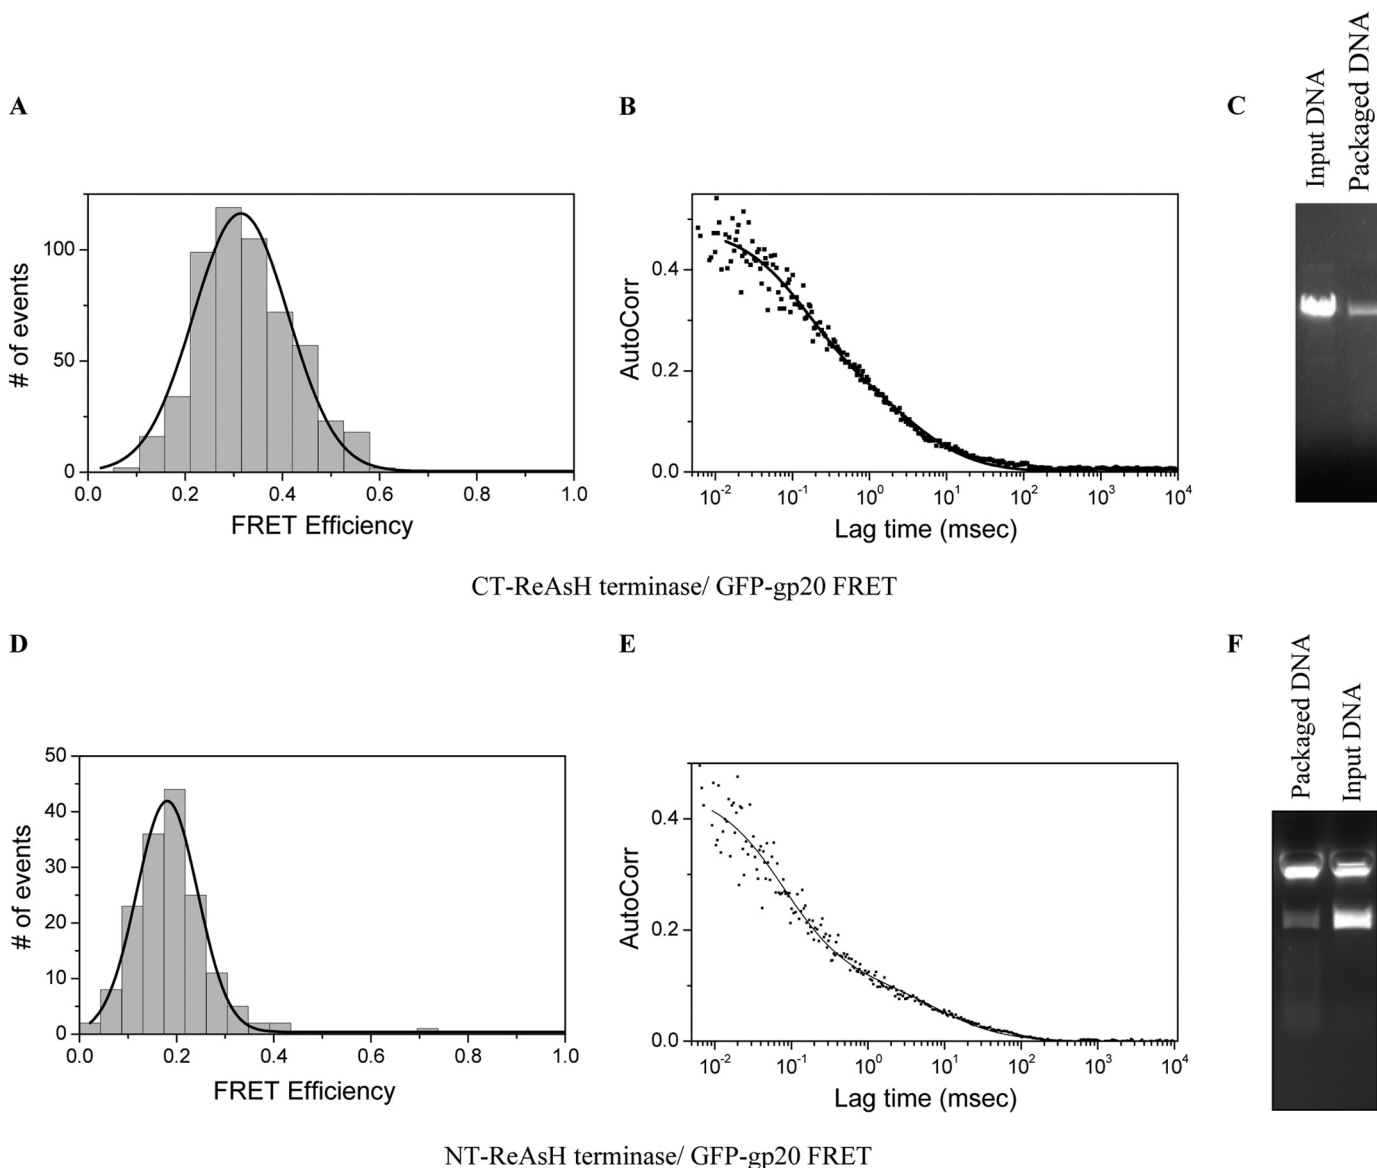 A
B
C
Input DNA
Packaged DNA
# of events
100
50
0
0.0 0.2 0.4 0.6 0.8 1.0
FRET Efficiency
AutoCorr
0.4
0.2
0.0
10-2 10-1 100 101 102 103 104
Lag time (msec)
CT-ReAsH terminase/ GFP-gp20 FRET
D
E
F
Packaged DNA
Input DNA
# of events
50
40
30
20
10
0
0.0 0.2 0.4 0.6 0.8 1.0
FRET Efficiency
AutoCorr
0.4
0.2
0.0
10-2 10-1 100 101 102 103 104
Lag time (msec)
NT-ReAsH terminase/ GFP-gp20 FRET